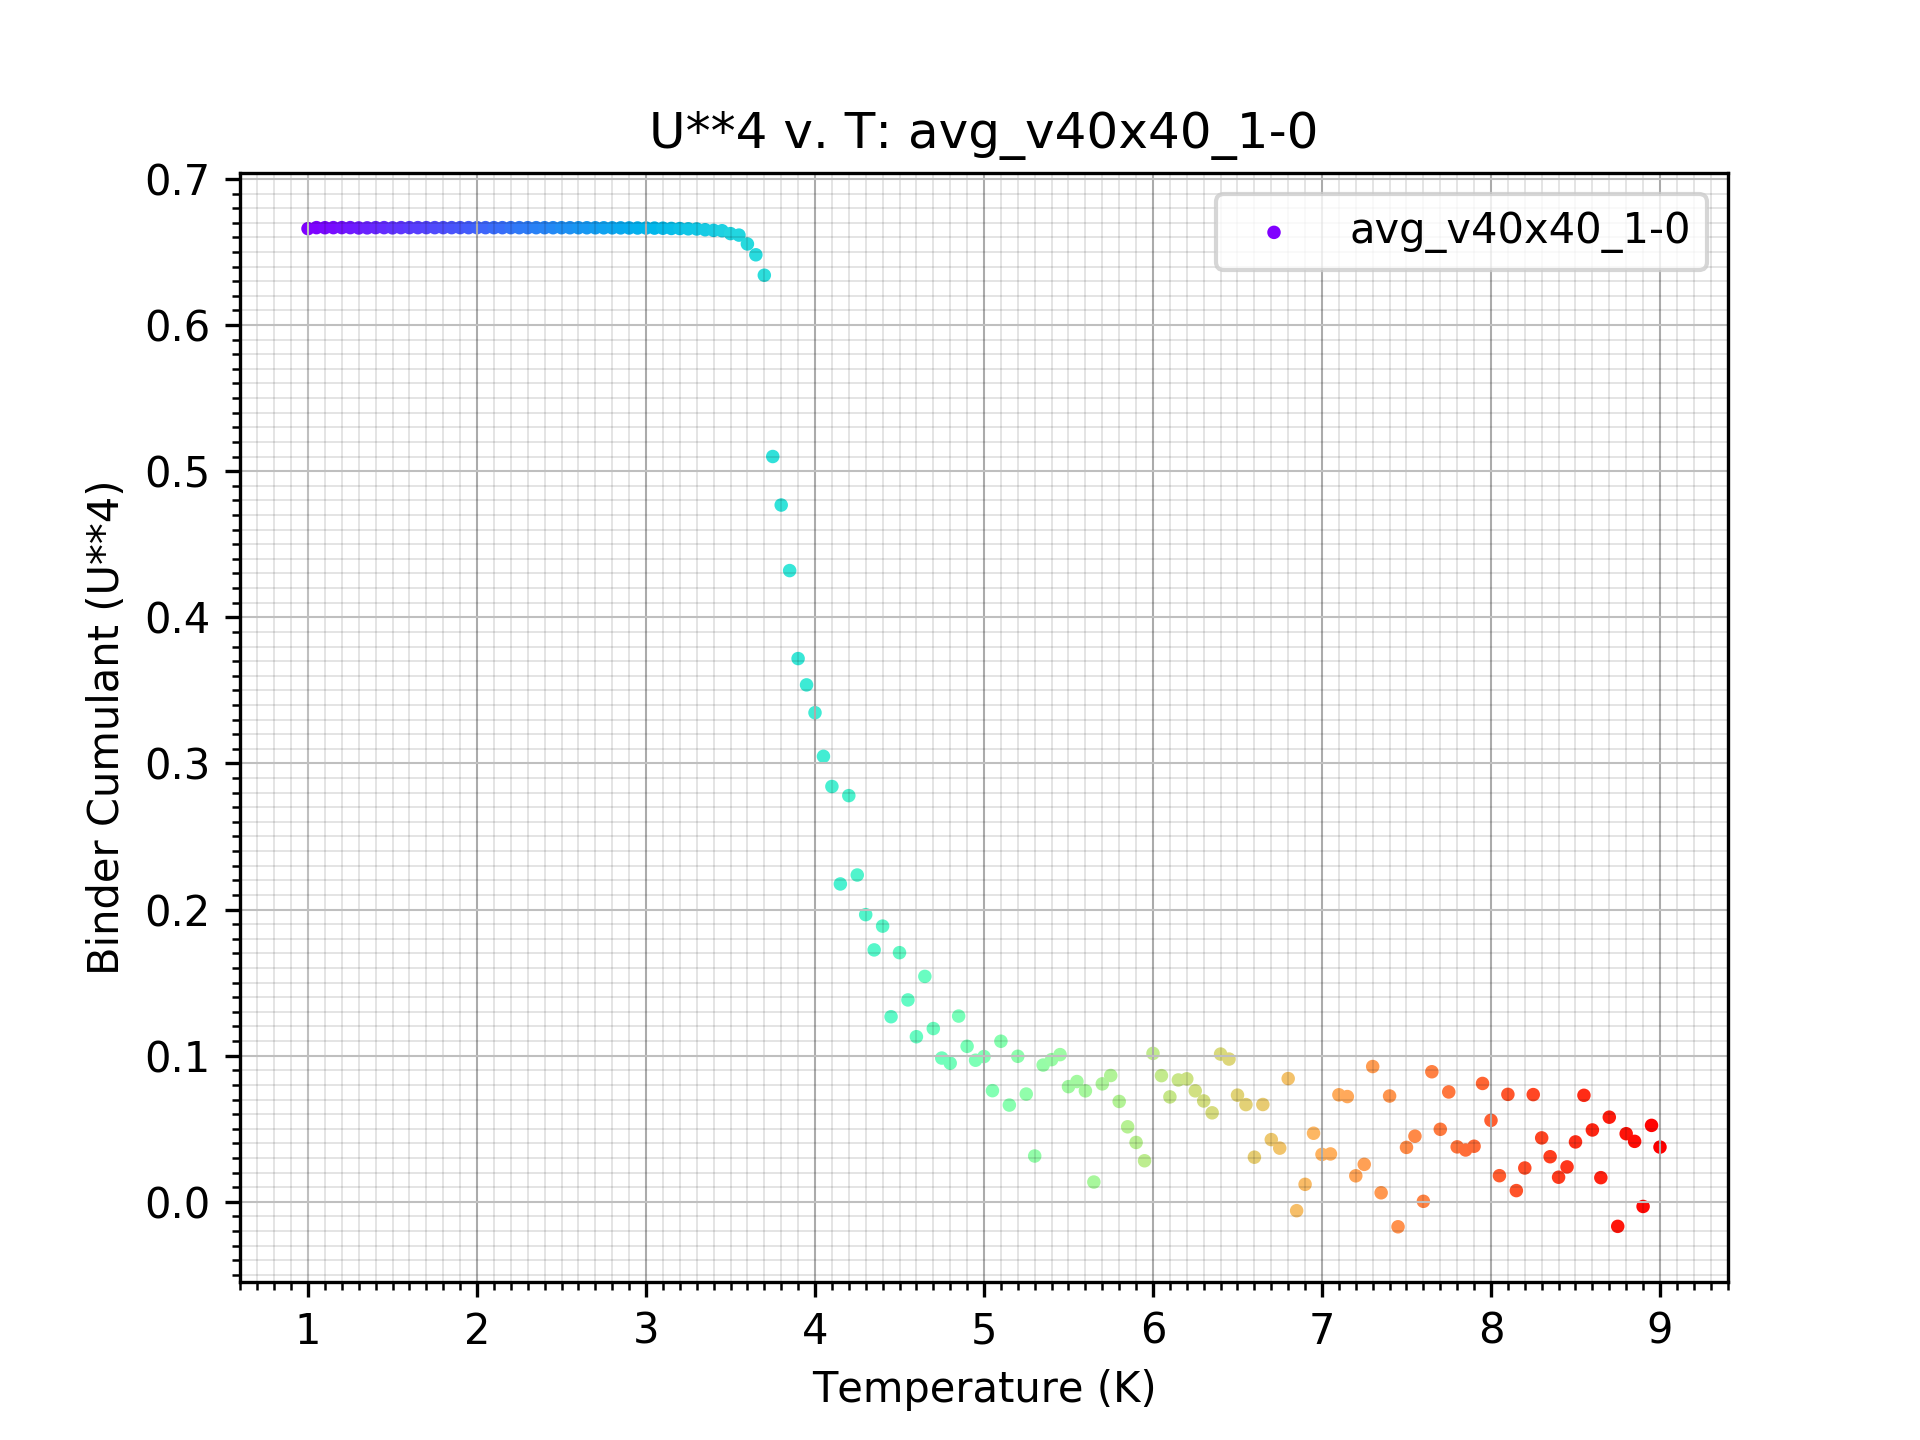 U**4 v. T: avg_v40x40_1-0
avg_v40x40_1-0
0.7
0.6
0.5
0.4
0.3
0.2
0.1
0.0
Binder Cumulant (U**4)
1 2 3 4 5 6 7 8 9
Temperature (K)